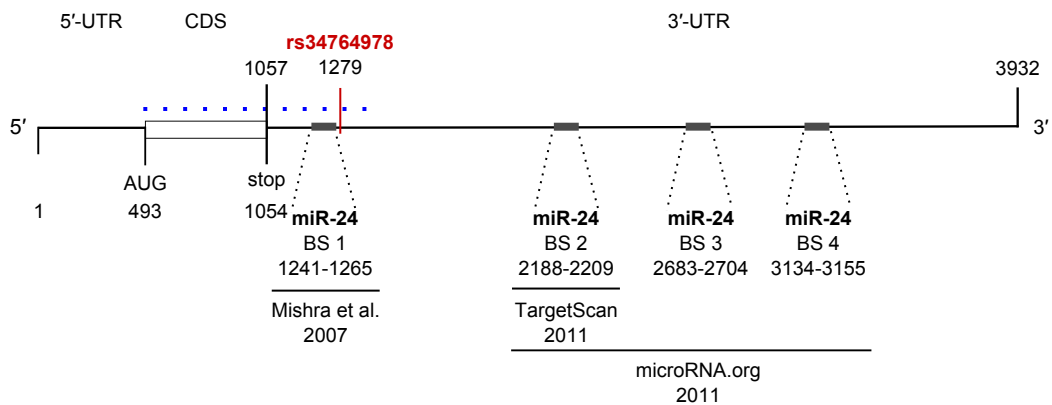 5′-UTR CDS 3′-UTR
rs34764978
1057 1279 3932
5′ 3′
AUG stop
1 493 1054
miR-24 miR-24 miR-24 miR-24
BS 1 BS 2 BS 3 BS 4
1241-1265 2188-2209 2683-2704 3134-3155
Mishra et al. TargetScan
2007 2011
microRNA.org
2011